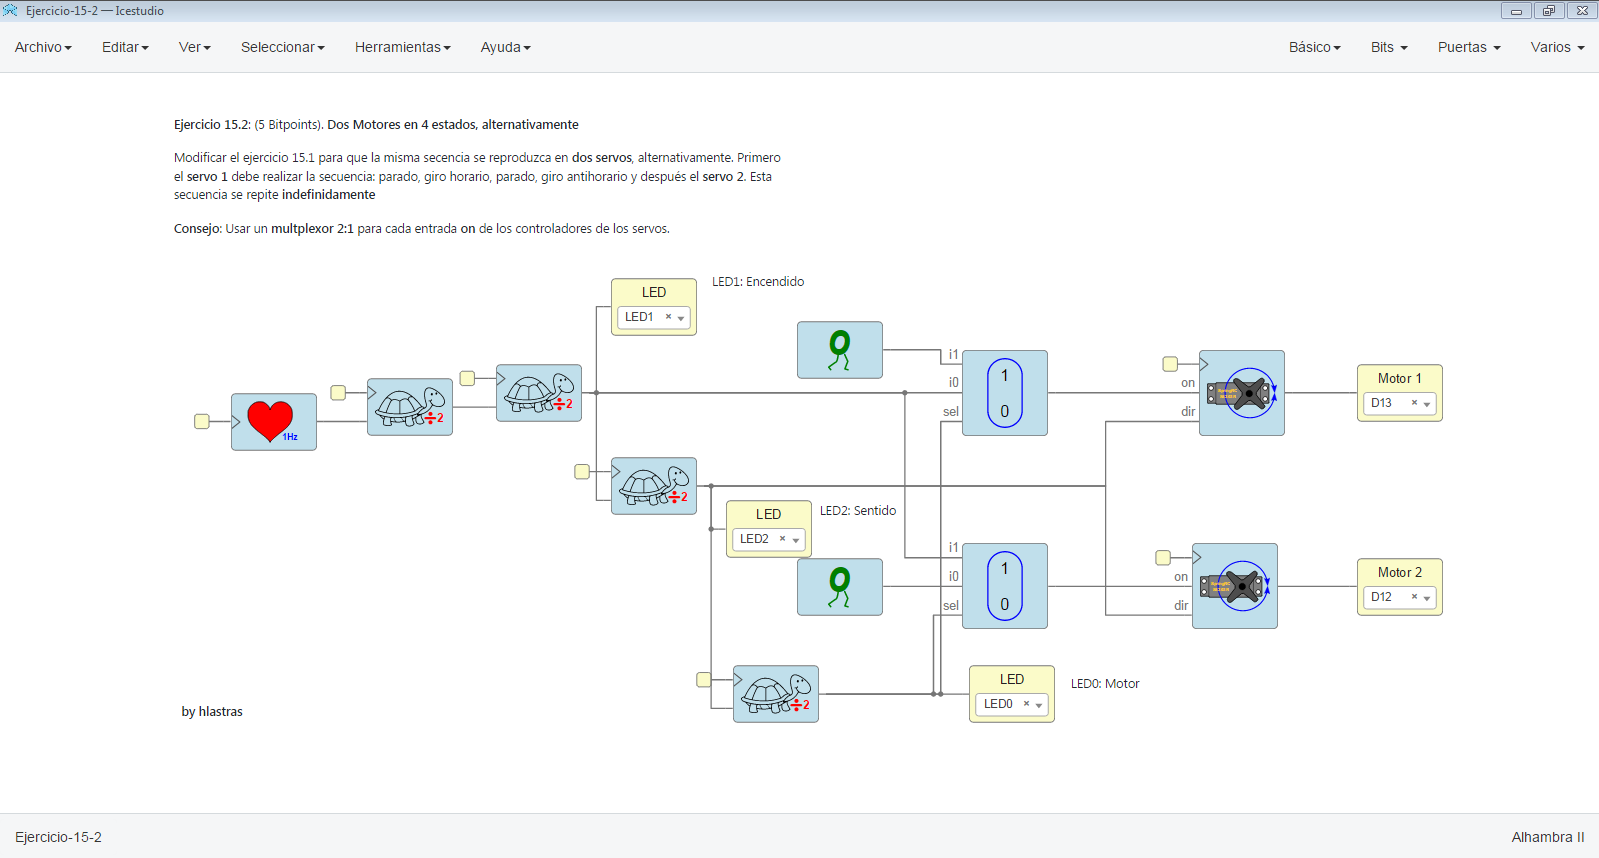 Ejercicio-15-2 — Icestudio
Archivo Editar Ver Seleccionar Herramientas Ayuda Básico Bits Puertas Varios
Ejercicio 15.2: (5 Bitpoints). Dos Motores en 4 estados, alternativamente
Modificar el ejercicio 15.1 para que la misma secencia se reproduzca en dos servos, alternativamente. Primero
el servo 1 debe realizar la secuencia: parado, giro horario, parado, giro antihorario y después el servo 2. Esta
secuencia se repite indefinidamente
Consejo: Usar un multplexor 2:1 para cada entrada on de los controladores de los servos.
LED
LED1
LED1: Encendido
0
i1
i0
sel
1
0
on
dir
Motor 1
D13
1Hz
÷2
÷2
÷2
LED
LED2
LED2: Sentido
0
i1
i0
sel
1
0
on
dir
Motor 2
D12
÷2
LED
LED0
LED0: Motor
by hlastras
Ejercicio-15-2
Alhambra II